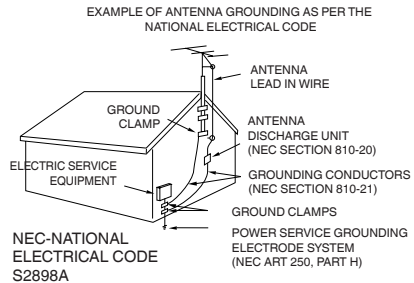 EXAMPLE OF ANTENNA GROUNDING AS PER THE
NATIONAL ELECTRICAL CODE
ANTENNA
LEAD IN WIRE
GROUND
CLAMP
ANTENNA
DISCHARGE UNIT
(NEC SECTION 810-20)
ELECTRIC SERVICE
EQUIPMENT
GROUNDING CONDUCTORS
(NEC SECTION 810-21)
GROUND CLAMPS
POWER SERVICE GROUNDING
ELECTRODE SYSTEM
(NEC ART 250, PART H)
NEC-NATIONAL
ELECTRICAL CODE
S2898A